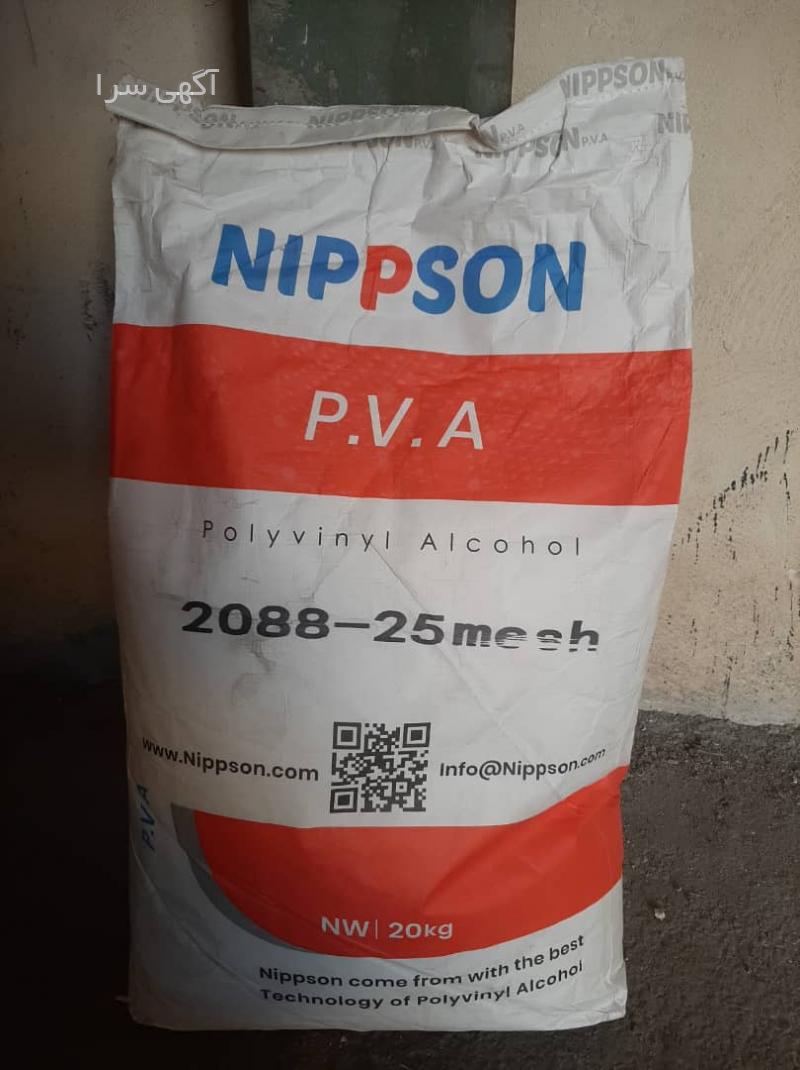 آگهی سرا
NIPPSON P.V.A
NIPPSON
P.V.A
Polyvinyl Alcohol
2088-25mesh
www.Nippson.com
Info@Nippson.com
P.V.A
NW| 20kg
Nippson come from with the best
Technology of Polyvinyl Alcohol